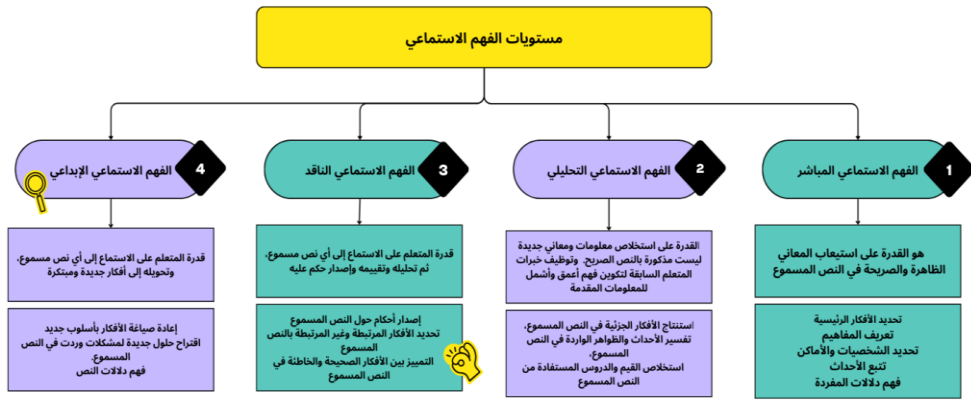 مستويات الفهم الاستماعي
1
الفهم الاستماعي المباشر
هو القدرة على استيعاب المعاني
الظاهرة والصريحة في النص المسموع
تحديد الأفكار الرئيسية
تعريف المفاهيم
تحديد الشخصيات والأماكن
تتبع الأحداث
فهم دلالات المفردة
2
الفهم الاستماعي التحليلي
القدرة على استخلاص معلومات ومعاني جديدة
ليست مذكورة بالنص الصريح. وتوظيف خبرات
المتعلم السابقة لتكوين فهم أعمق وأشمل
للمعلومات المقدمة
استنتاج الأفكار الجزئية في النص المسموع.
تفسير الأحداث والظواهر الواردة في النص
المسموع.
استخلاص القيم والدروس المستفادة من
النص المسموع
3
الفهم الاستماعي الناقد
قدرة المتعلم على الاستماع إلى أي نص مسموع،
ثم تحليله وتقييمه وإصدار حكم عليه
إصدار أحكام حول النص المسموع
تحديد الأفكار المرتبطة وغير المرتبطة بالنص
المسموع
التمييز بين الأفكار الصحيحة والخاطئة في
النص المسموع
4
الفهم الاستماعي الإبداعي
قدرة المتعلم على الاستماع إلى أي نص مسموع،
وتحويله إلى أفكار جديدة ومبتكرة
إعادة صياغة الأفكار بأسلوب جديد
اقتراح حلول جديدة لمشكلات وردت في النص
المسموع.
فهم دلالات النص